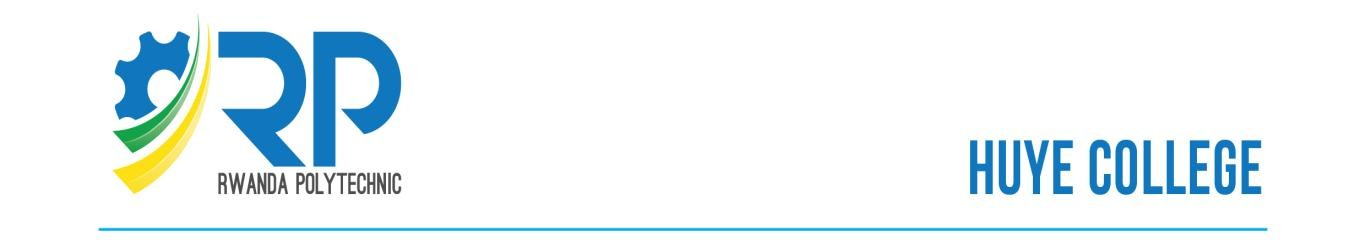 RP
RWANDA POLYTECHNIC
HUYE COLLEGE